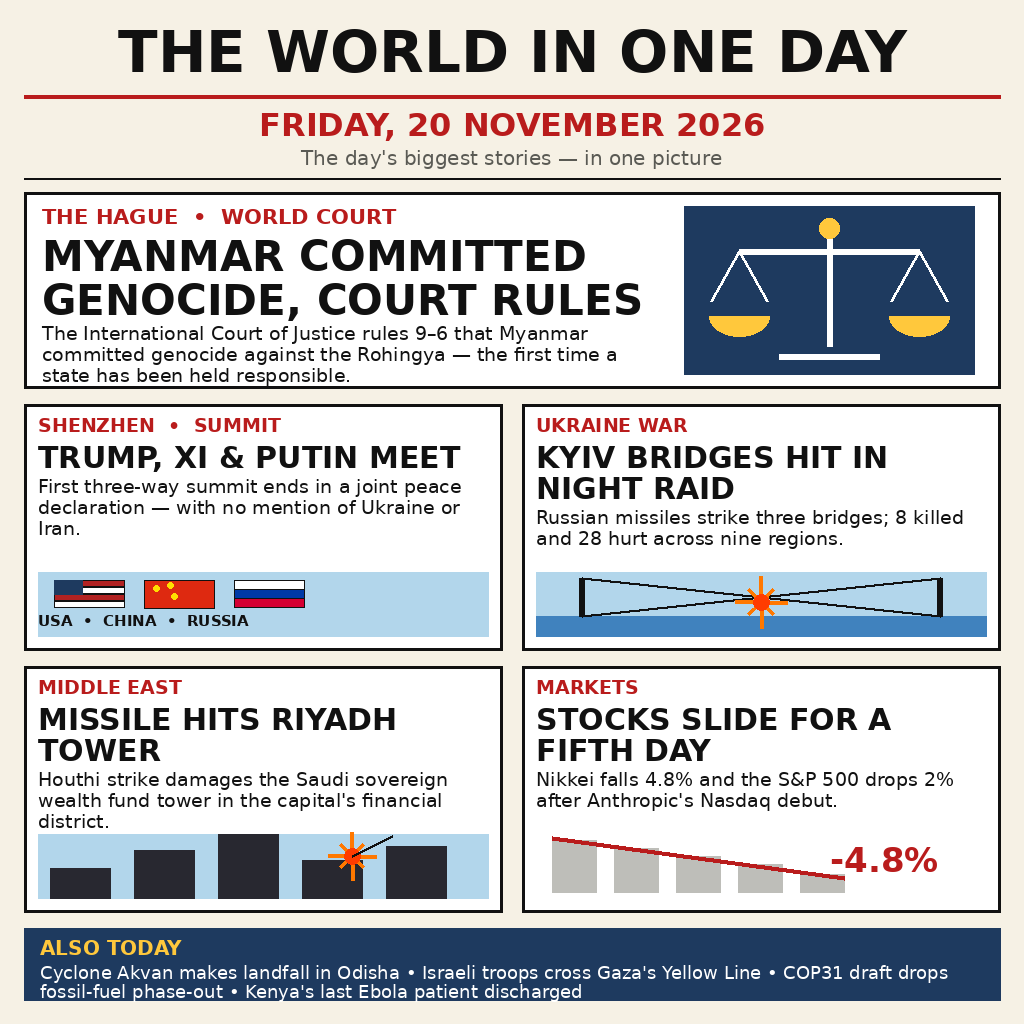 THE WORLD IN ONE DAY
FRIDAY, 20 NOVEMBER 2026
The day's biggest stories — in one picture
THE HAGUE • WORLD COURT
MYANMAR COMMITTED
GENOCIDE, COURT RULES
The International Court of Justice rules 9–6 that Myanmar
committed genocide against the Rohingya — the first time a
state has been held responsible.
SHENZHEN • SUMMIT
TRUMP, XI & PUTIN MEET
First three-way summit ends in a joint peace
declaration — with no mention of Ukraine or
Iran.
USA • CHINA • RUSSIA
UKRAINE WAR
KYIV BRIDGES HIT IN
NIGHT RAID
Russian missiles strike three bridges; 8 killed
and 28 hurt across nine regions.
MIDDLE EAST
MISSILE HITS RIYADH
TOWER
Houthi strike damages the Saudi sovereign
wealth fund tower in the capital's financial
district.
MARKETS
STOCKS SLIDE FOR A
FIFTH DAY
Nikkei falls 4.8% and the S&P 500 drops 2%
after Anthropic's Nasdaq debut.
-4.8%
ALSO TODAY
Cyclone Akvan makes landfall in Odisha • Israeli troops cross Gaza's Yellow Line • COP31 draft drops
fossil-fuel phase-out • Kenya's last Ebola patient discharged